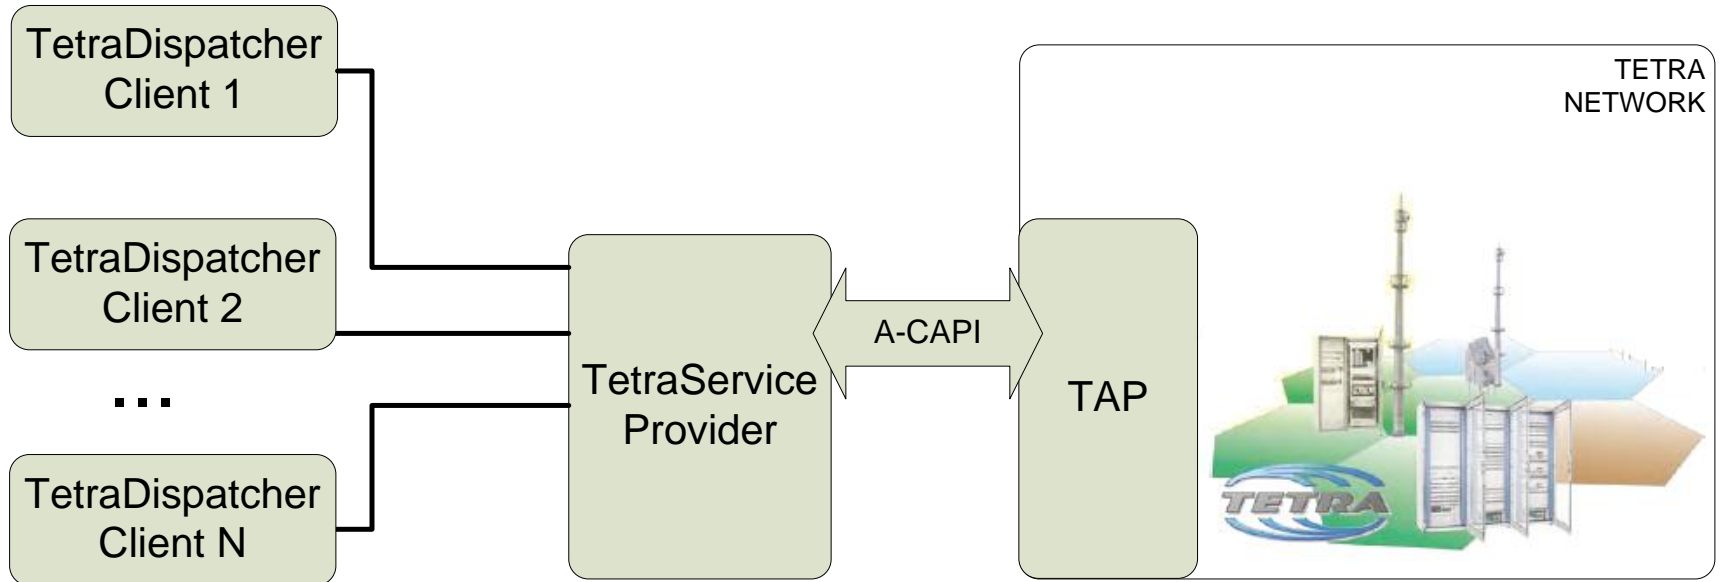 TetraDispatcher
Client 1
TETRA
NETWORK
TetraDispatcher
Client 2
A-CAPI
TetraService
Provider
TAP
...
TetraDispatcher
Client N
TETRA